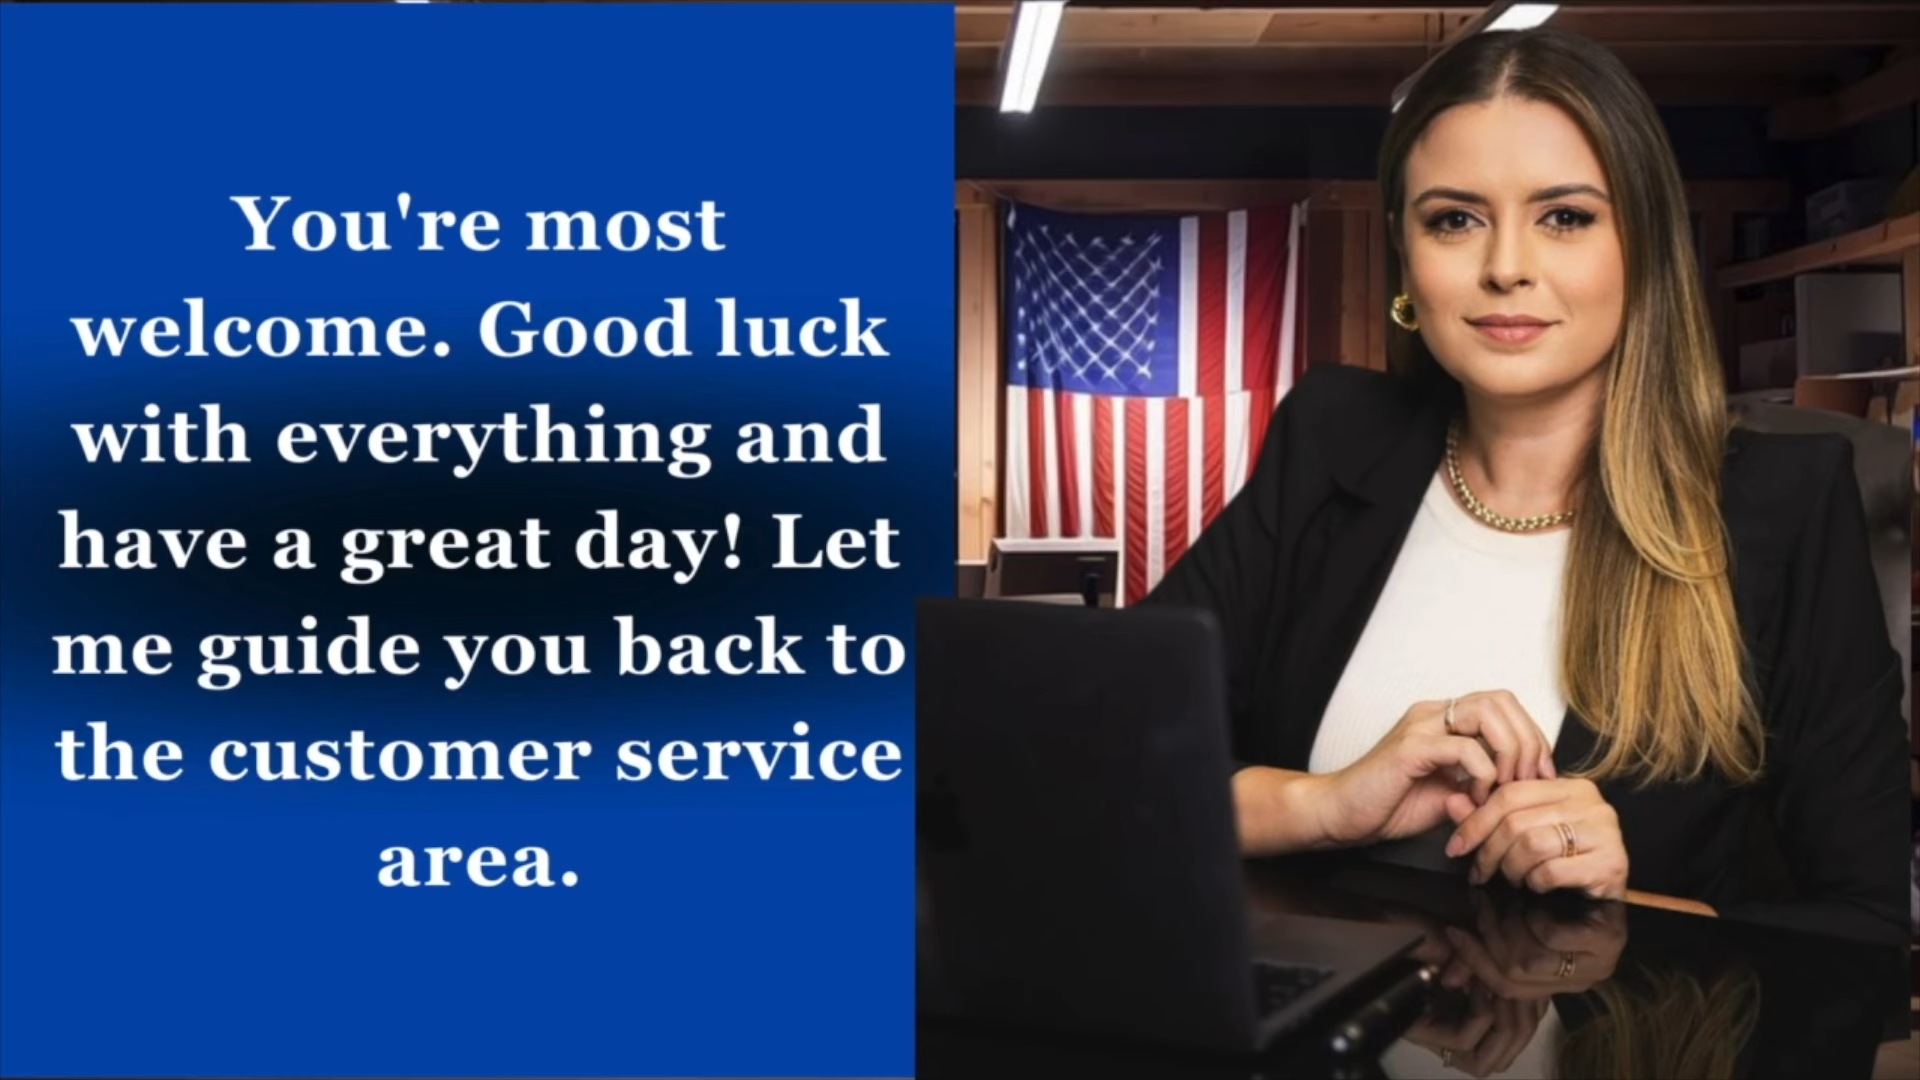 You're most
welcome. Good luck
with everything and
have a great day! Let
me guide you back to
the customer service
area.